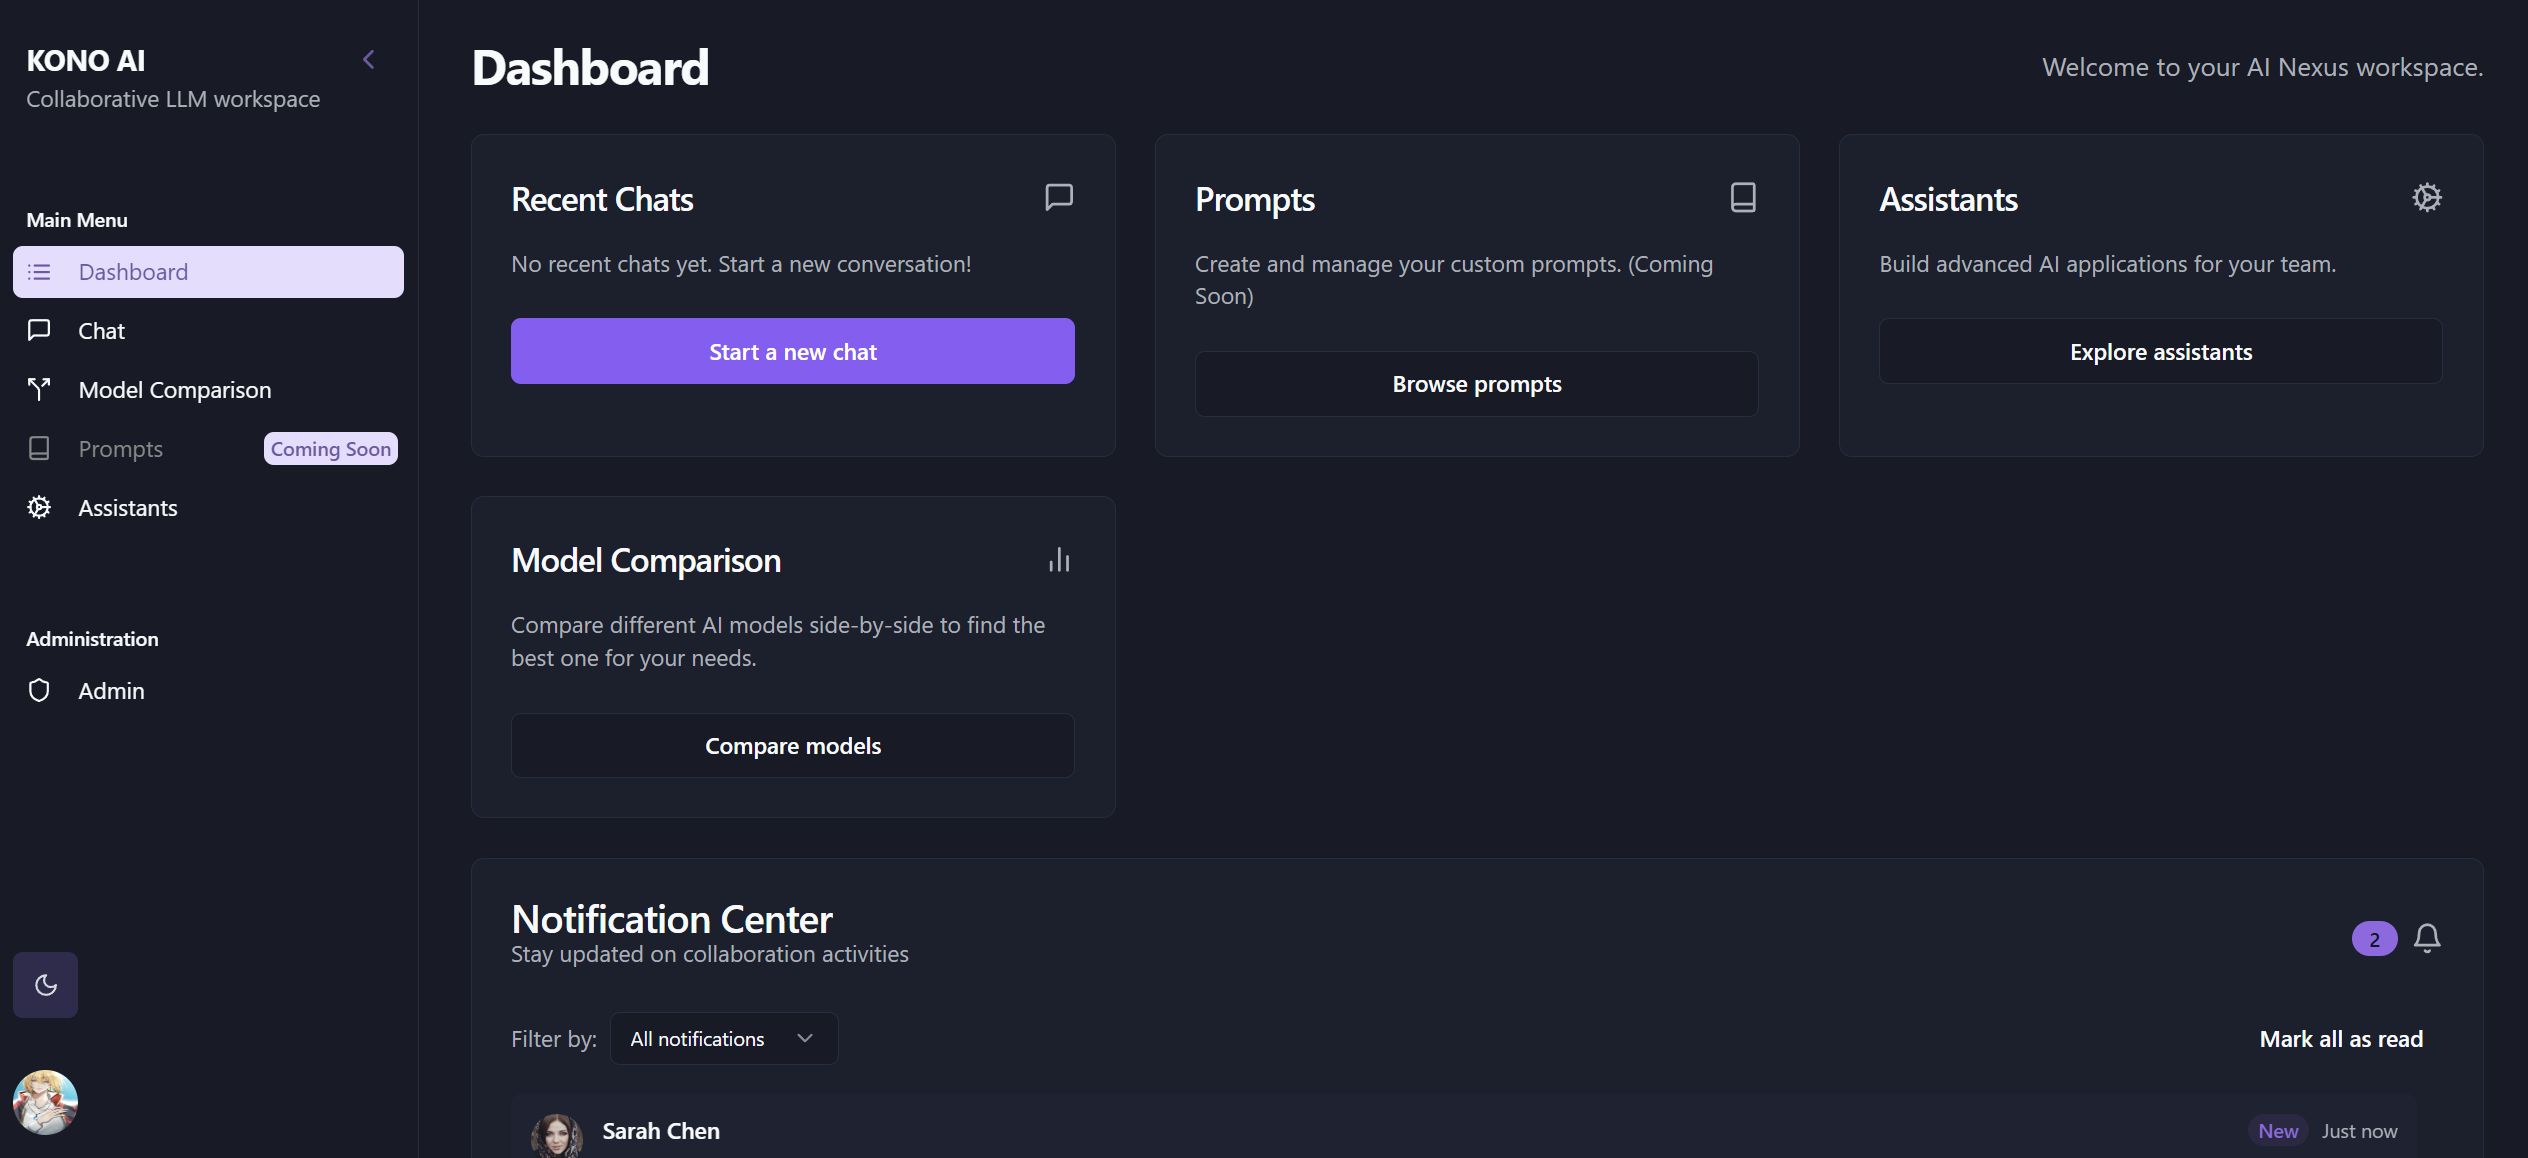 KONO AI
Collaborative LLM workspace
Main Menu
Dashboard
Chat
Model Comparison
Prompts
Coming Soon
Assistants
Administration
Admin
Dashboard
Welcome to your AI Nexus workspace.
Recent Chats
No recent chats yet. Start a new conversation!
Start a new chat
Prompts
Create and manage your custom prompts. (Coming
Soon)
Browse prompts
Assistants
Build advanced AI applications for your team.
Explore assistants
Model Comparison
Compare different AI models side-by-side to find the
best one for your needs.
Compare models
Notification Center
Stay updated on collaboration activities
2
Filter by:
All notifications
Mark all as read
Sarah Chen
New
Just now